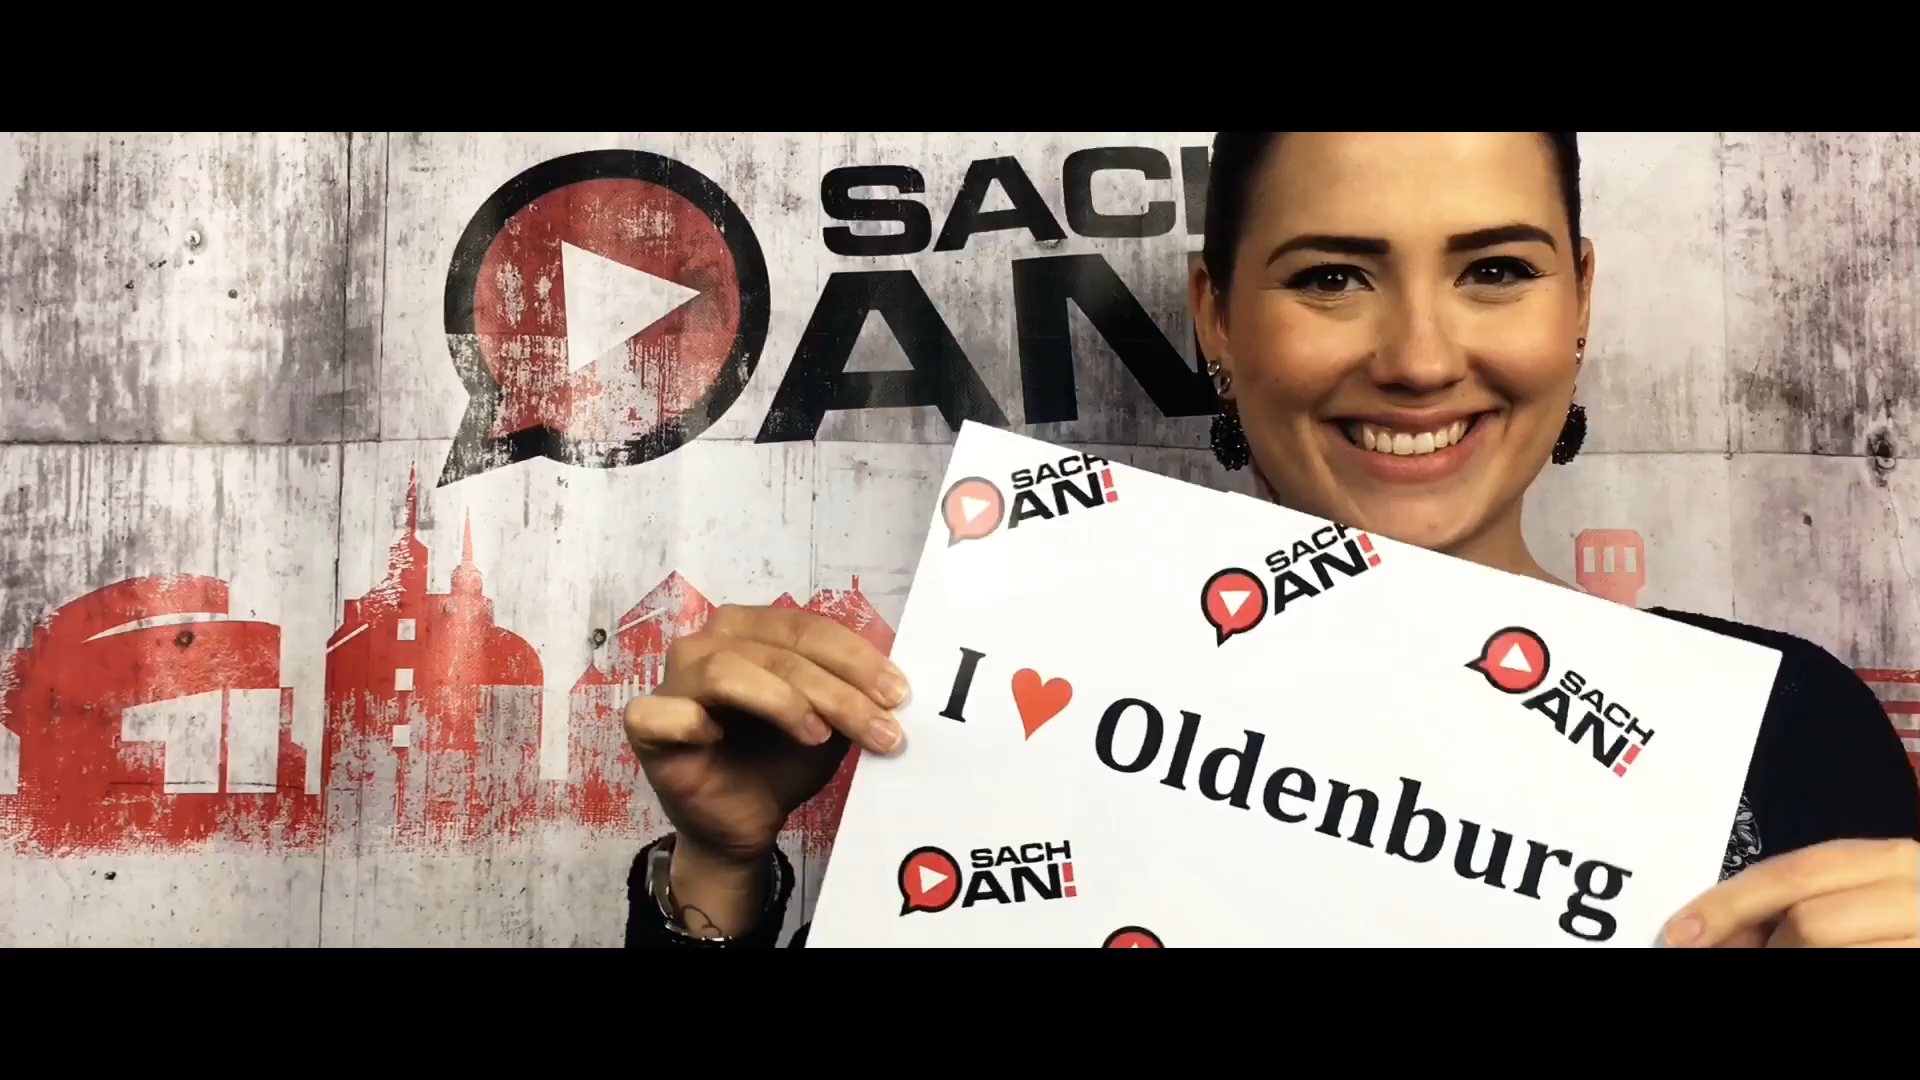 SACH
AN
SACH
AN!
SACH
AN!
SACH
AN!
I ♥ Oldenburg
SACH
AN!